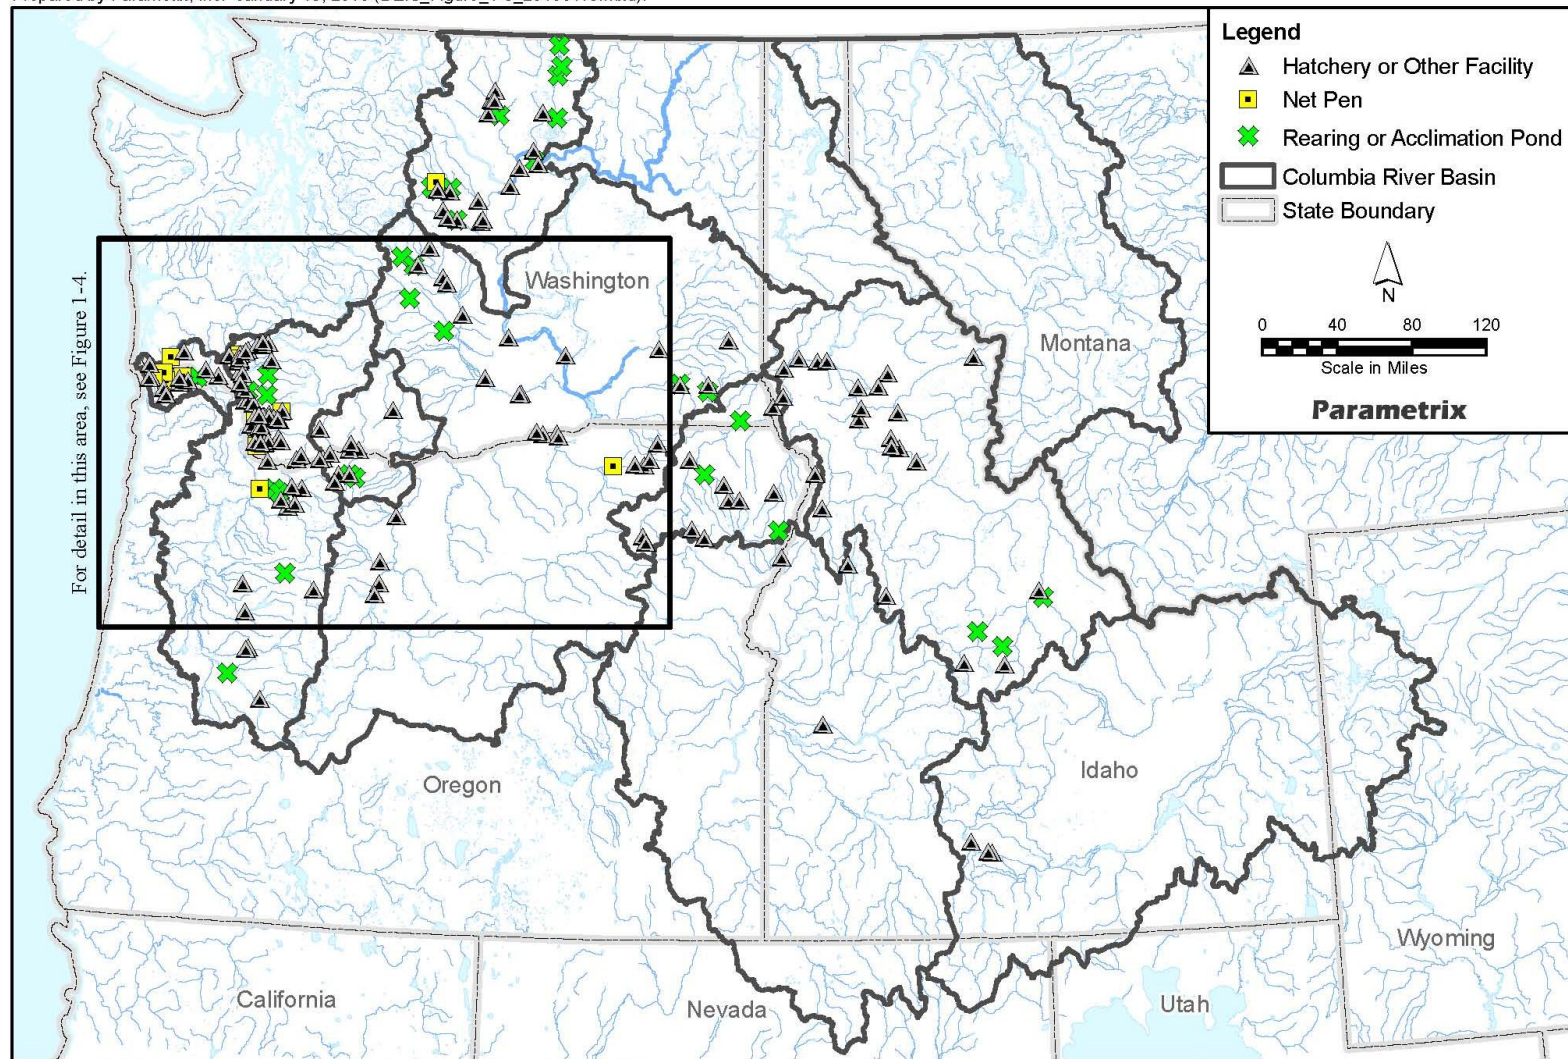 Legend
Hatchery or Other Facility
Net Pen
Rearing or Acclimation Pond
Columbia River Basin
State Boundary
N
0 40 80 120
Scale in Miles
Parametrix
For detail in this area, see Figure 1-4.
Washington
Montana
Oregon
Idaho
Wyoming
California
Nevada
Utah